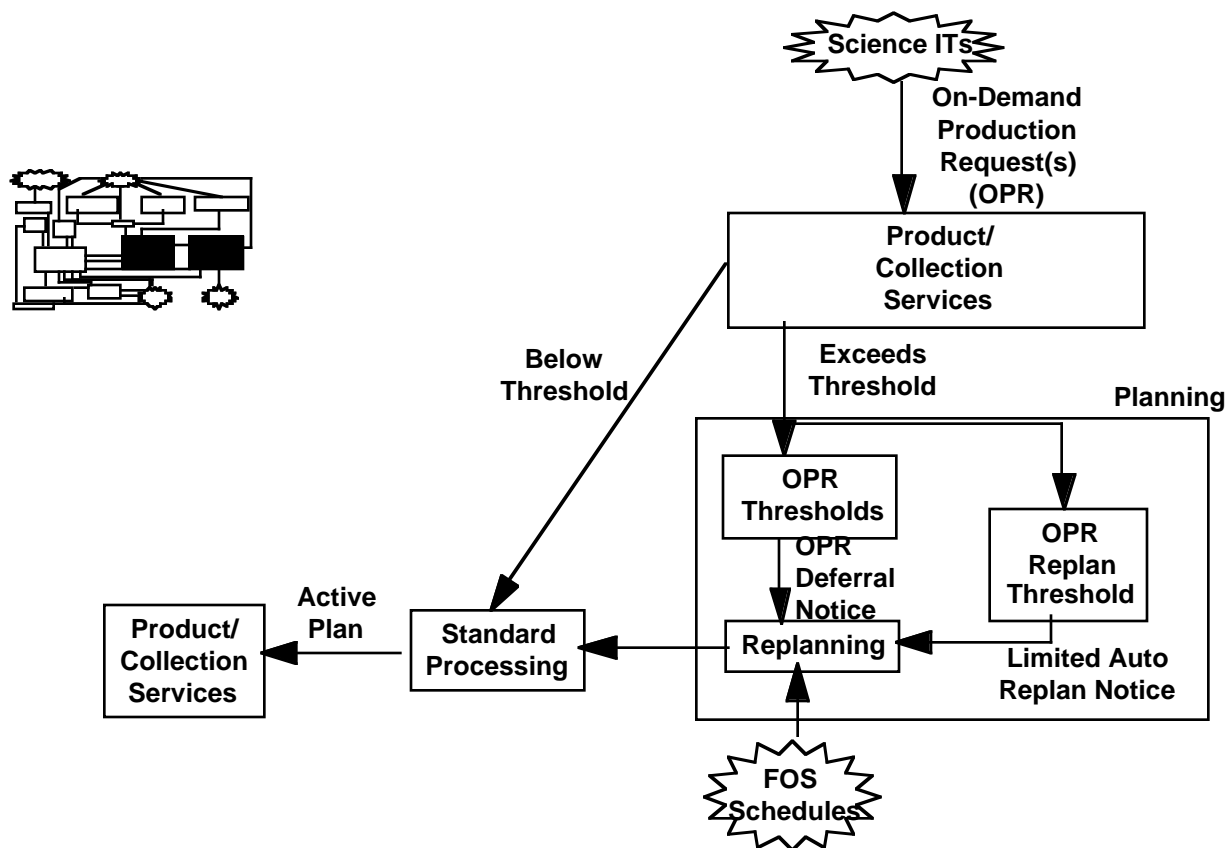 Science ITs
On-Demand
Production
Request(s)
(OPR)
Product/
Collection
Services
Below
Threshold
Exceeds
Threshold
Planning
OPR
Thresholds
OPR
Deferral
Notice
OPR
Replan
Threshold
Replanning
Limited Auto
Replan Notice
Standard
Processing
Active
Plan
Product/
Collection
Services
FOS
Schedules